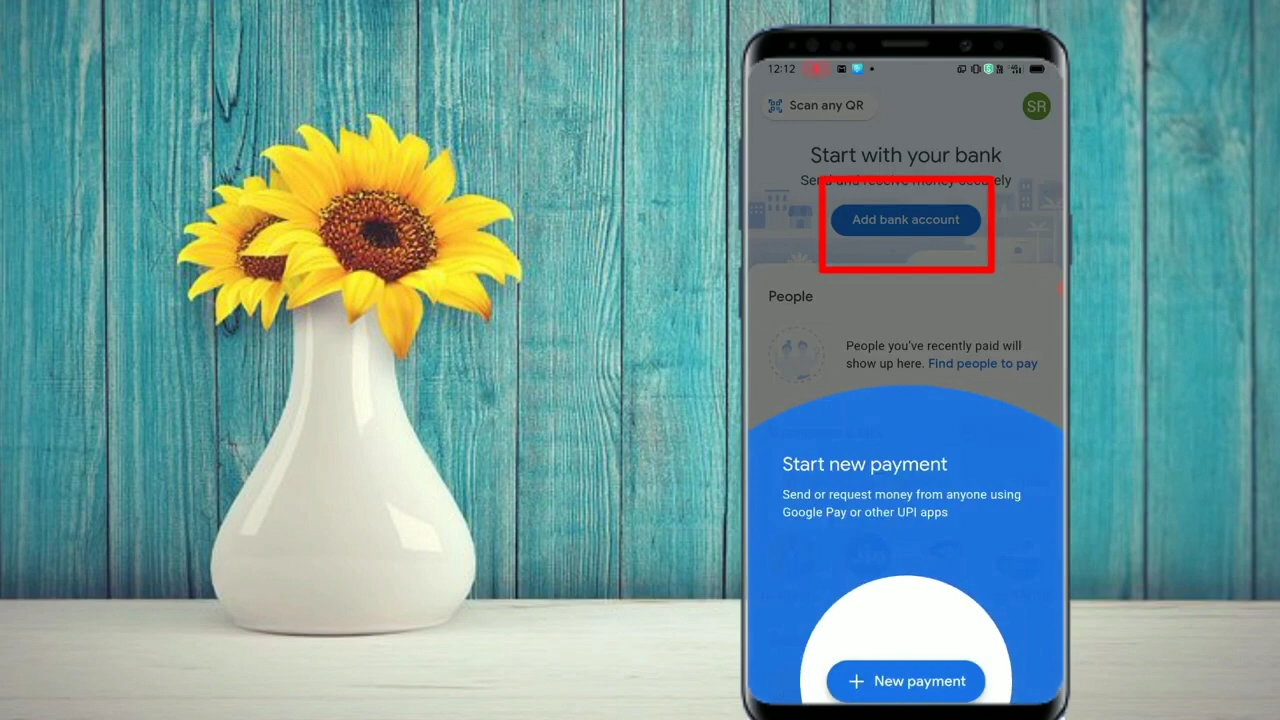 12:12
Scan any QR
SR
Start with your bank
Send and receive money securely
Add bank account
People
People you've recently paid will
show up here. Find people to pay
Start new payment
Send or request money from anyone using
Google Pay or other UPI apps
+ New payment